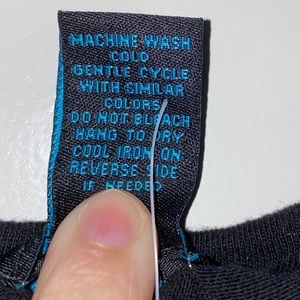 MACHINE WASH
COLD
GENTLE CYCLE
WITH SIMILAR
COLORS
DO NOT BLEACH
HANG TO DRY
COOL IRON ON
REVERSE SIDE
IF NEEDED